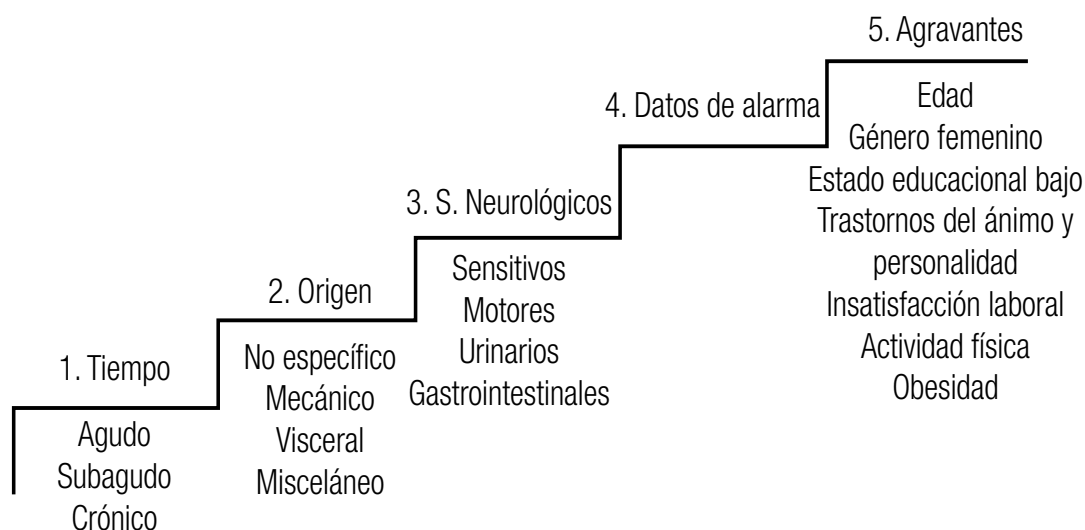 1. Tiempo
Agudo
Subagudo
Crónico
2. Origen
No específico
Mecánico
Visceral
Misceláneo
3. S. Neurológicos
Sensitivos
Motores
Urinarios
Gastrointestinales
4. Datos de alarma
5. Agravantes
Edad
Género femenino
Estado educacional bajo
Trastornos del ánimo y
personalidad
Insatisfacción laboral
Actividad física
Obesidad